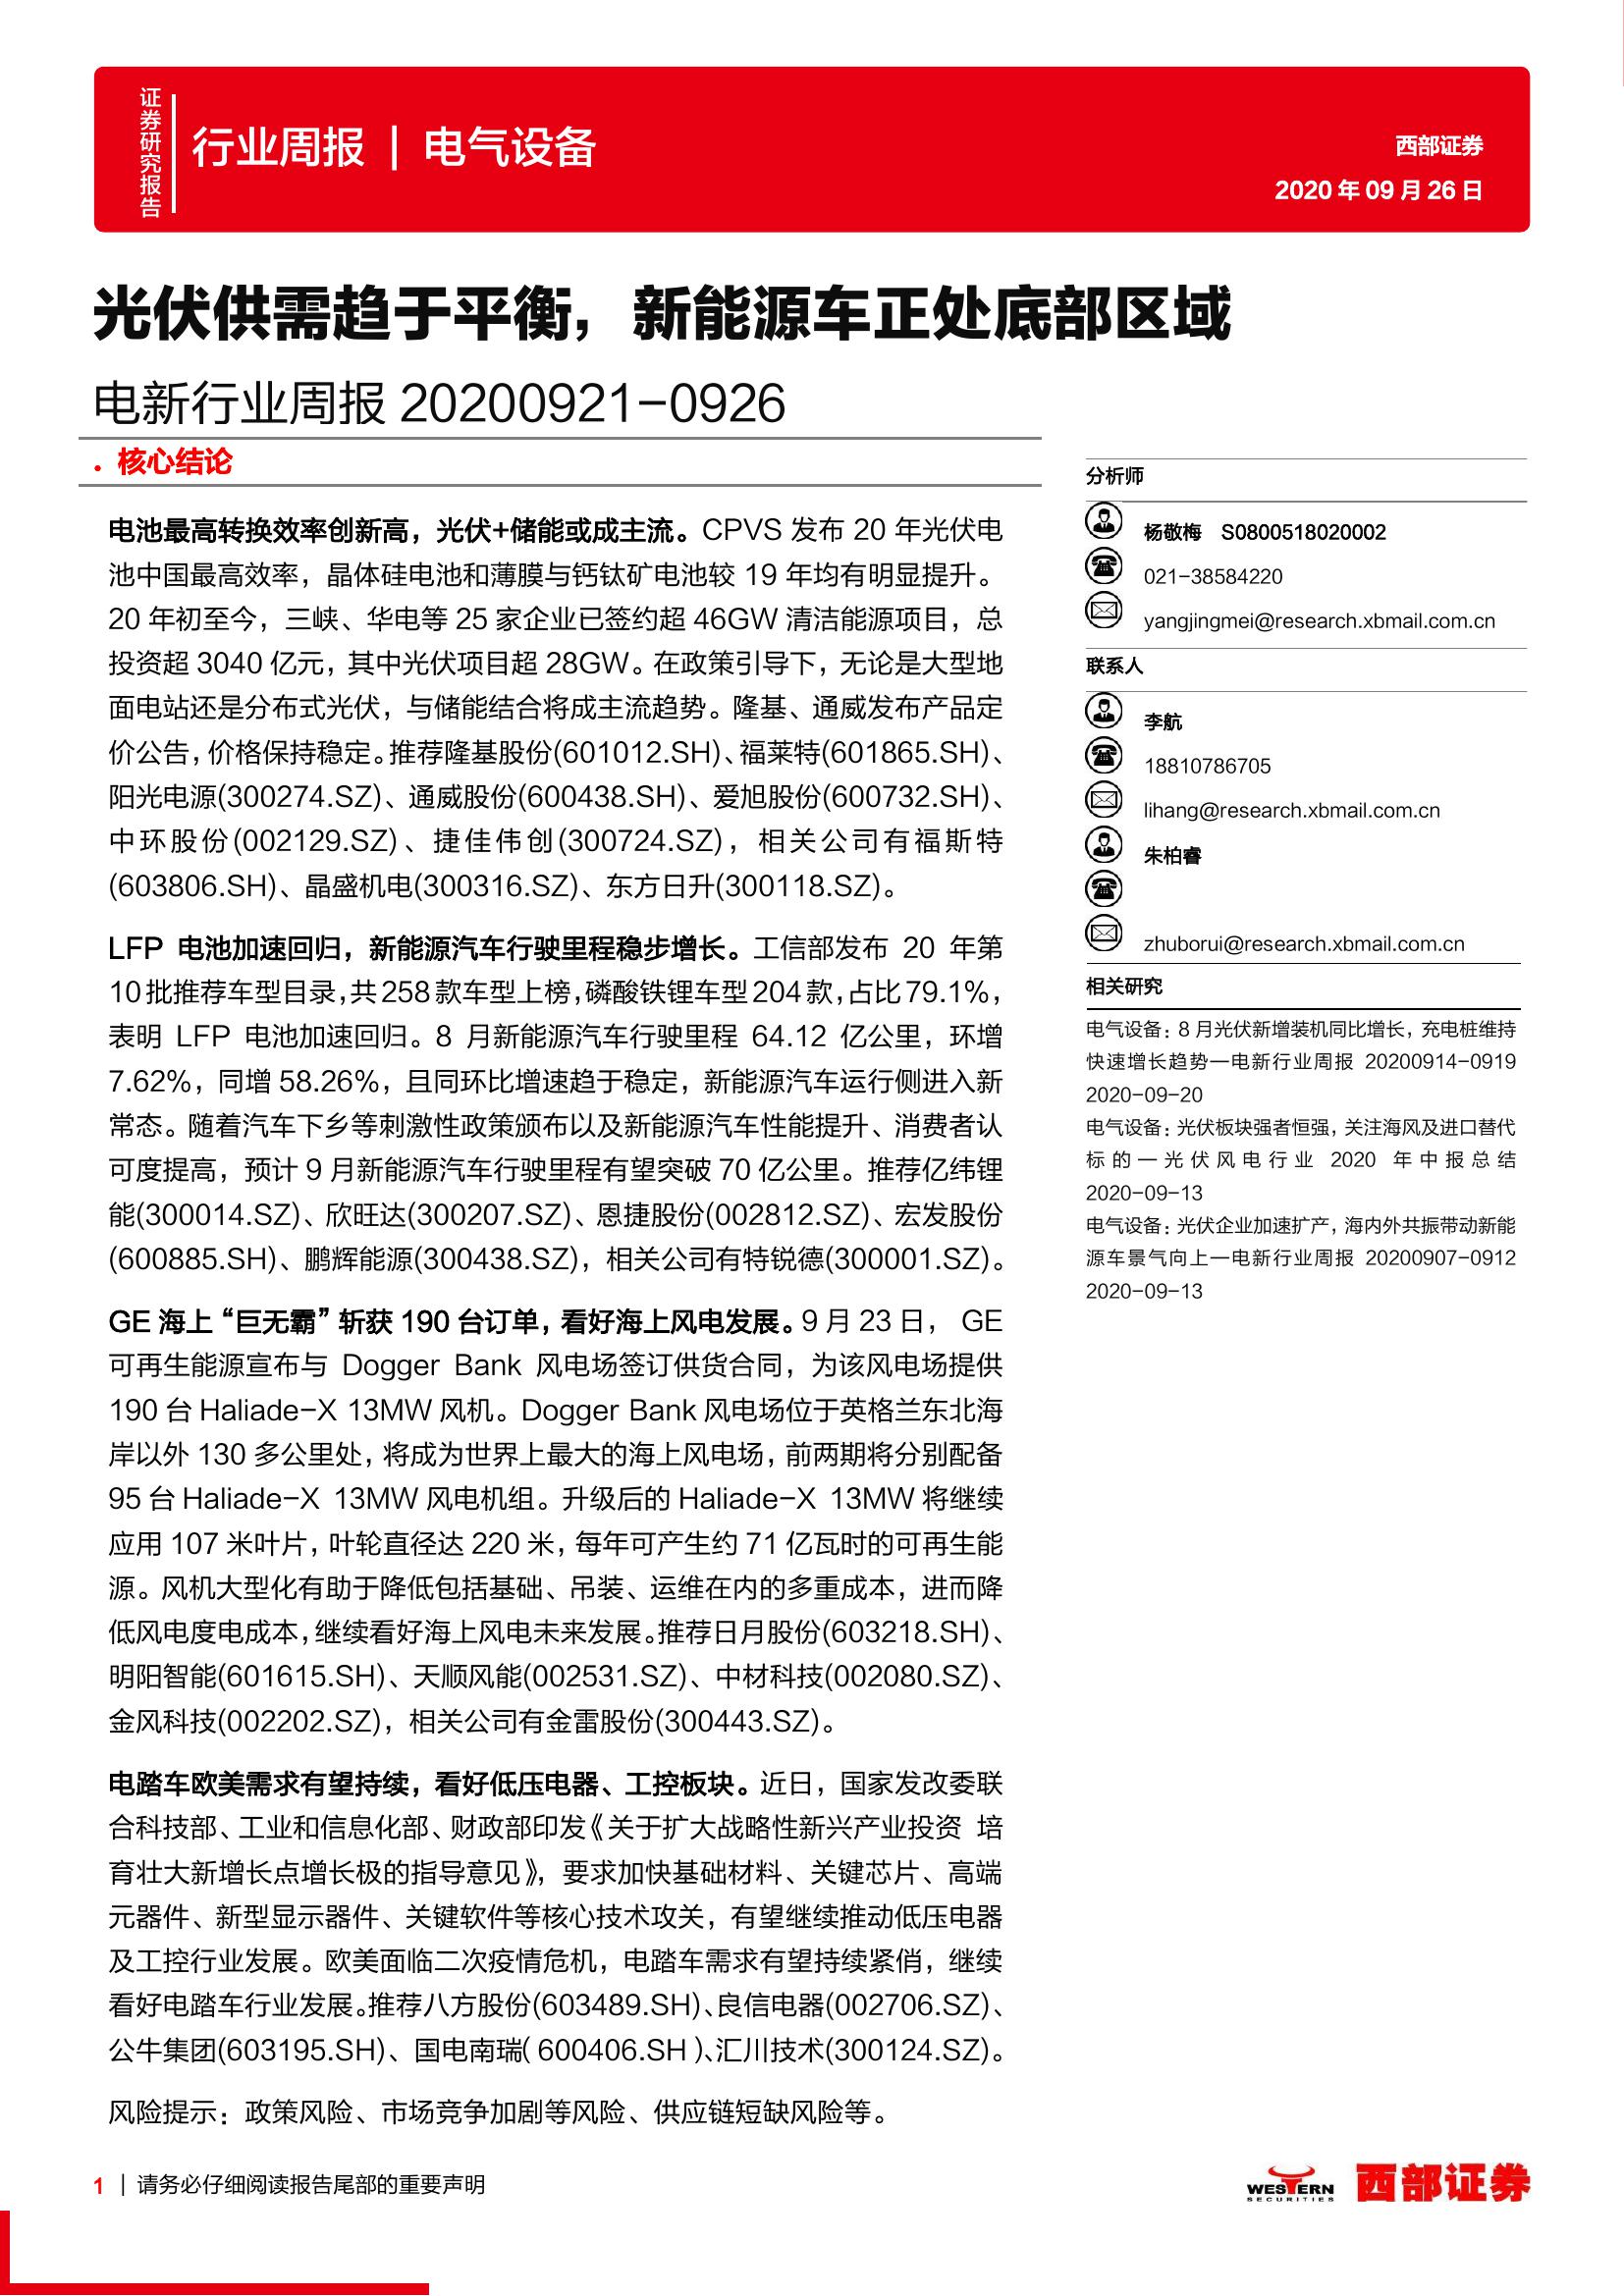 证券研究报告
行业周报 | 电气设备
西部证券
2020 年 09 月 26 日
光伏供需趋于平衡，新能源车正处底部区域
电新行业周报 20200921-0926
• 核心结论
电池最高转换效率创新高，光伏+储能或成主流。CPVS 发布 20 年光伏电
池中国最高效率，晶体硅电池和薄膜与钙钛矿电池较 19 年均有明显提升。
20 年初至今，三峡、华电等 25 家企业已签约超 46GW 清洁能源项目，总
投资超 3040 亿元，其中光伏项目超 28GW。在政策引导下，无论是大型地
面电站还是分布式光伏，与储能结合将成主流趋势。隆基、通威发布产品定
价公告，价格保持稳定。推荐隆基股份(601012.SH)、福莱特(601865.SH)、
阳光电源(300274.SZ)、通威股份(600438.SH)、爱旭股份(600732.SH)、
中环股份(002129.SZ)、捷佳伟创(300724.SZ)，相关公司有福斯特
(603806.SH)、晶盛机电(300316.SZ)、东方日升(300118.SZ)。
LFP 电池加速回归，新能源汽车行驶里程稳步增长。工信部发布 20 年第
10 批推荐车型目录，共 258 款车型上榜，磷酸铁锂车型 204 款，占比 79.1%，
表明 LFP 电池加速回归。8 月新能源汽车行驶里程 64.12 亿公里，环增
7.62%，同增 58.26%，且同环比增速趋于稳定，新能源汽车运行侧进入新
常态。随着汽车下乡等刺激性政策颁布以及新能源汽车性能提升、消费者认
可度提高，预计 9 月新能源汽车行驶里程有望突破 70 亿公里。推荐亿纬锂
能(300014.SZ)、欣旺达(300207.SZ)、恩捷股份(002812.SZ)、宏发股份
(600885.SH)、鹏辉能源(300438.SZ)，相关公司有特锐德(300001.SZ)。
GE 海上“巨无霸”斩获 190 台订单，看好海上风电发展。9 月 23 日， GE
可再生能源宣布与 Dogger Bank 风电场签订供货合同，为该风电场提供
190 台 Haliade-X 13MW 风机。Dogger Bank 风电场位于英格兰东北海
岸以外 130 多公里处，将成为世界上最大的海上风电场，前两期将分别配备
95 台 Haliade-X 13MW 风电机组。升级后的 Haliade-X 13MW 将继续
应用 107 米叶片，叶轮直径达 220 米，每年可产生约 71 亿瓦时的可再生能
源。风机大型化有助于降低包括基础、吊装、运维在内的多重成本，进而降
低风电度电成本，继续看好海上风电未来发展。推荐日月股份(603218.SH)、
明阳智能(601615.SH)、天顺风能(002531.SZ)、中材科技(002080.SZ)、
金风科技(002202.SZ)，相关公司有金雷股份(300443.SZ)。
电踏车欧美需求有望持续，看好低压电器、工控板块。近日，国家发改委联
合科技部、工业和信息化部、财政部印发《关于扩大战略性新兴产业投资 培
育壮大新增长点增长极的指导意见》，要求加快基础材料、关键芯片、高端
元器件、新型显示器件、关键软件等核心技术攻关，有望继续推动低压电器
及工控行业发展。欧美面临二次疫情危机，电踏车需求有望持续紧俏，继续
看好电踏车行业发展。推荐八方股份(603489.SH)、良信电器(002706.SZ)、
公牛集团(603195.SH)、国电南瑞( 600406.SH )、汇川技术(300124.SZ)。
风险提示：政策风险、市场竞争加剧等风险、供应链短缺风险等。
分析师
杨敬梅 S0800518020002
021-38584220
yangjingmei@research.xbmail.com.cn
联系人
李航
18810786705
lihang@research.xbmail.com.cn
朱柏睿
zhuborui@research.xbmail.com.cn
相关研究
电气设备：8 月光伏新增装机同比增长，充电桩维持
快速增长趋势—电新行业周报 20200914-0919
2020-09-20
电气设备：光伏板块强者恒强，关注海风及进口替代
标的—光伏风电行业 2020 年中报总结
2020-09-13
电气设备：光伏企业加速扩产，海内外共振带动新能
源车景气向上—电新行业周报 20200907-0912
2020-09-13
1 | 请务必仔细阅读报告尾部的重要声明
WESTERN
SECURITIES
西部证券